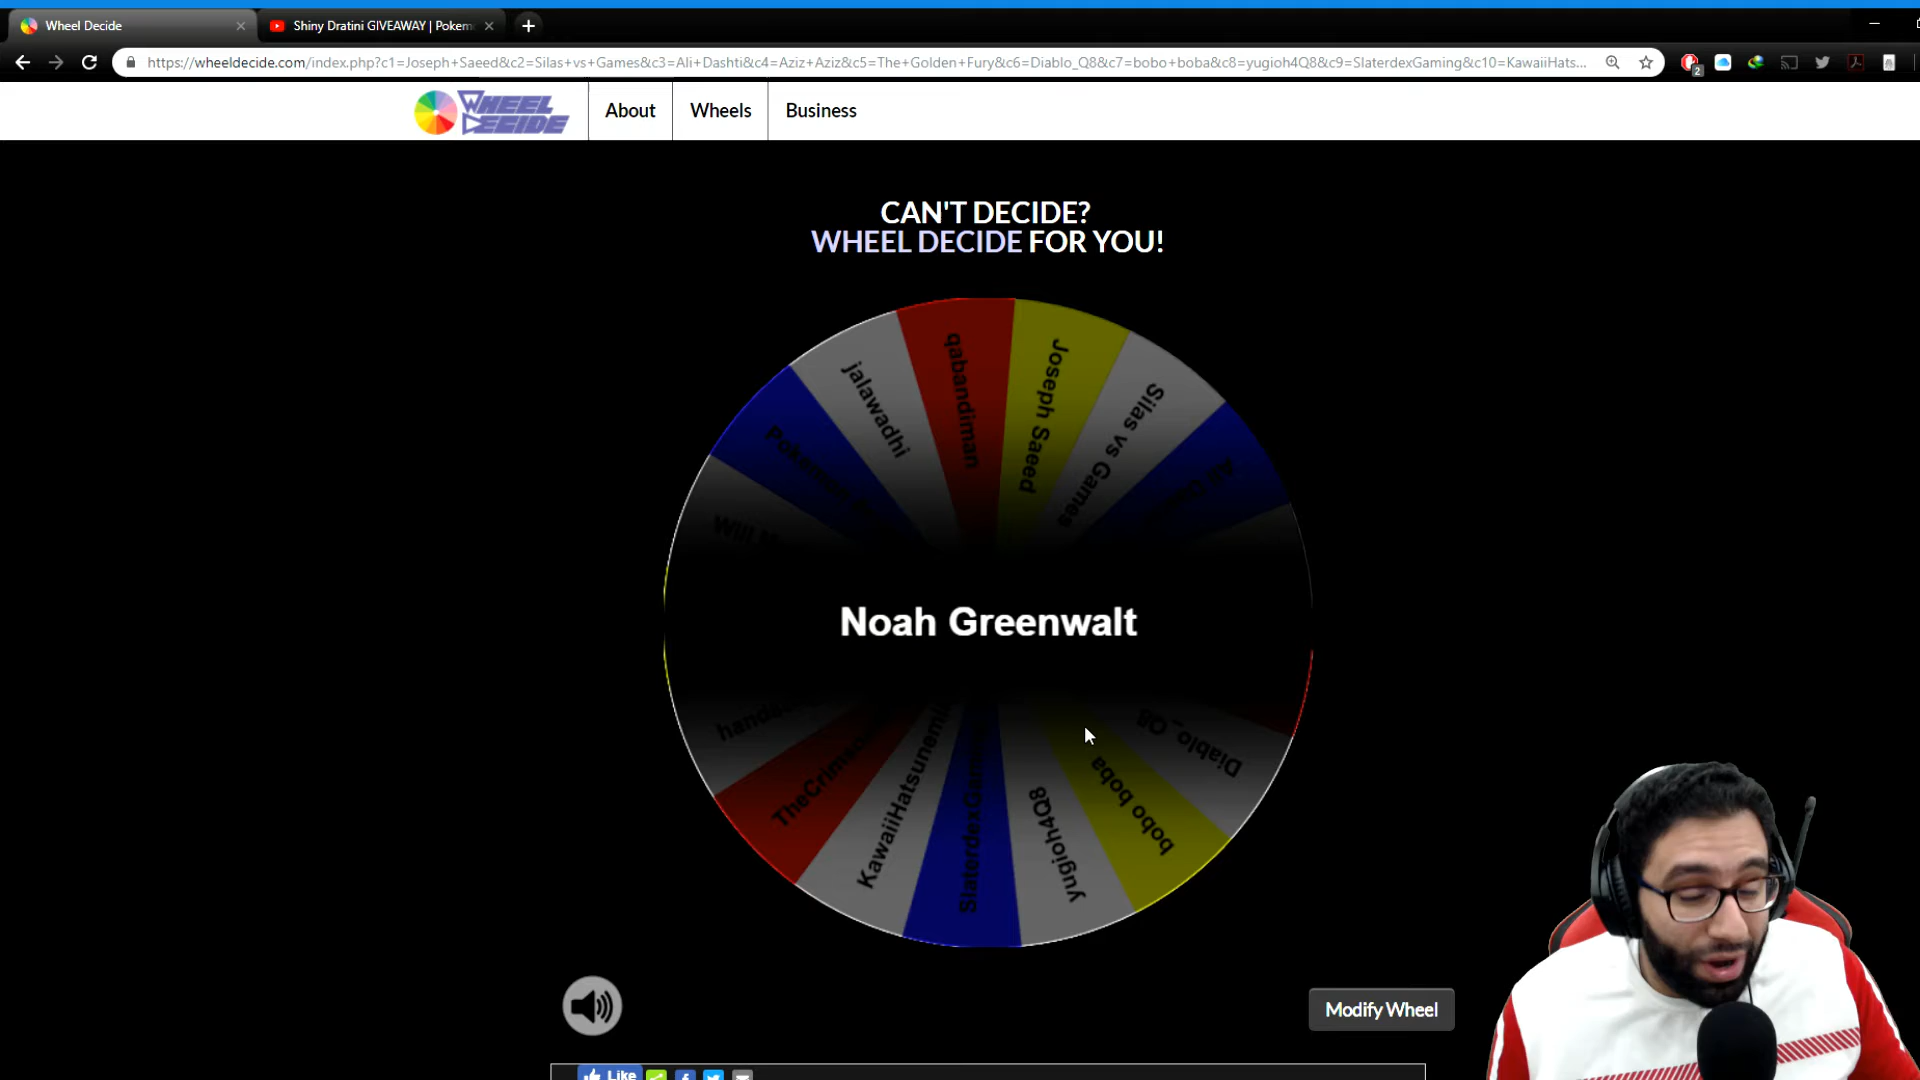 Wheel Decide
Shiny Dratini GIVEAWAY | Pokem
https://wheeldecide.com/index.php?c1=Joseph+Saeed&c2=Silas+vs+Games&c3=Ali+Dashti&c4=Aziz+Aziz&c5=The+Golden+Fury&c6=Diablo_Q8&c7=bobo+boba&c8=yugioh4Q8&c9=SlaterdexGaming&c10=KawaiiHats...
2
WHEEL DECIDE
About
Wheels
Business
CAN'T DECIDE?
WHEEL DECIDE FOR YOU!
qabandiman
Joseph Saeed
jalawadhi
Silas vs Games
Noah Greenwalt
Diablo_Q8
bobo boba
yugioh4Q8
Modify Wheel
Like